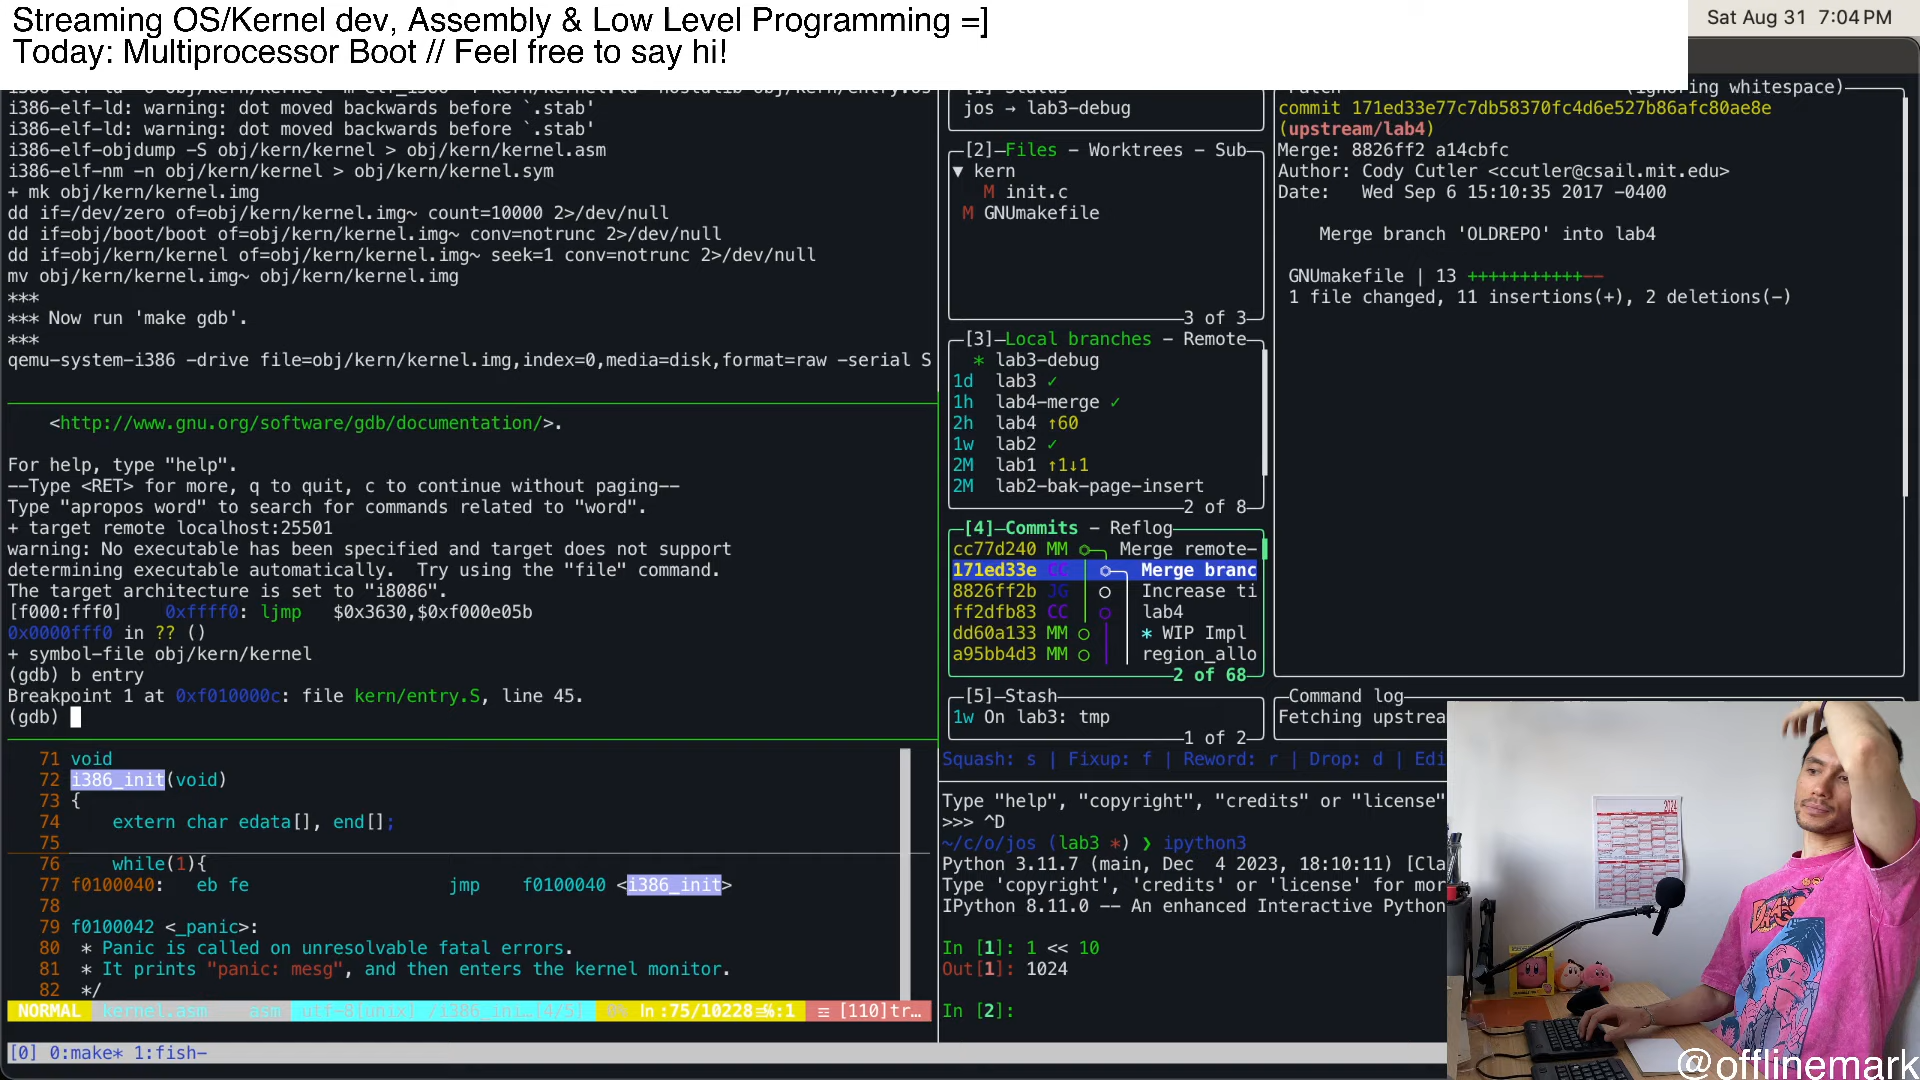 Streaming OS/Kernel dev, Assembly & Low Level Programming =]
Today: Multiprocessor Boot // Feel free to say hi!
Sat Aug 31 7:04 PM
i386-elf-ld: warning: dot moved backwards before `.stab'
i386-elf-ld: warning: dot moved backwards before `.stab'
i386-elf-objdump -S obj/kern/kernel > obj/kern/kernel.asm
i386-elf-nm -n obj/kern/kernel > obj/kern/kernel.sym
+ mk obj/kern/kernel.img
dd if=/dev/zero of=obj/kern/kernel.img~ count=10000 2>/dev/null
dd if=obj/boot/boot of=obj/kern/kernel.img~ conv=notrunc 2>/dev/null
dd if=obj/kern/kernel of=obj/kern/kernel.img~ seek=1 conv=notrunc 2>/dev/null
mv obj/kern/kernel.img~ obj/kern/kernel.img
***
*** Now run 'make gdb'.
***
qemu-system-i386 -drive file=obj/kern/kernel.img,index=0,media=disk,format=raw -serial S
<http://www.gnu.org/software/gdb/documentation/>.
For help, type "help".
--Type <RET> for more, q to quit, c to continue without paging--
Type "apropos word" to search for commands related to "word".
+ target remote localhost:25501
warning: No executable has been specified and target does not support
determining executable automatically.  Try using the "file" command.
The target architecture is set to "i8086".
[f000:fff0]    0xffff0: ljmp   $0x3630,$0xf000e05b
0x0000fff0 in ?? ()
+ symbol-file obj/kern/kernel
(gdb) b entry
Breakpoint 1 at 0xf010000c: file kern/entry.S, line 45.
(gdb)
71 void
72 i386_init(void)
73 {
74     extern char edata[], end[];
75
76     while(1){
77 f0100040:   eb fe                   jmp    f0100040 <i386_init>
78
79 f0100042 <_panic>:
80  * Panic is called on unresolvable fatal errors.
81  * It prints "panic: mesg", and then enters the kernel monitor.
82  */
NORMAL kernel.asm asm utf-8[unix] ln:75/10228 ☰ [110]tr…
[0] 0:make* 1:fish-
[1] Status
jos → lab3-debug
[2]-Files - Worktrees - Sub
▼ kern
M init.c
M GNUmakefile
3 of 3
[3]-Local branches - Remote
* lab3-debug
1d lab3 ✓
1h lab4-merge ✓
2h lab4 ↑60
1w lab2 ✓
2M lab1 ↑1↓1
2M lab2-bak-page-insert
2 of 8
[4]-Commits - Reflog
cc77d240 MM Merge remote-
171ed33e CC Merge branc
8826ff2b JG Increase ti
ff2dfb83 CC lab4
dd60a133 MM * WIP Impl
a95bb4d3 MM region_allo
2 of 68
[5]-Stash
1w On lab3: tmp
1 of 2
Squash: s | Fixup: f | Reword: r | Drop: d | Edi
Patch (ignoring whitespace)
commit 171ed33e77c7db58370fc4d6e527b86afc80ae8e
(upstream/lab4)
Merge: 8826ff2 a14cbfc
Author: Cody Cutler <ccutler@csail.mit.edu>
Date:   Wed Sep 6 15:10:35 2017 -0400
Merge branch 'OLDREPO' into lab4
GNUmakefile | 13 +++++++++++--
1 file changed, 11 insertions(+), 2 deletions(-)
Command log
Fetching upstrea
Type "help", "copyright", "credits" or "license"
>>> ^D
~/c/o/jos (lab3 *) ❯ ipython3
Python 3.11.7 (main, Dec  4 2023, 18:10:11) [Cla
Type 'copyright', 'credits' or 'license' for mor
IPython 8.11.0 -- An enhanced Interactive Python
In [1]: 1 << 10
Out[1]: 1024
In [2]:
2024
@offlinemark